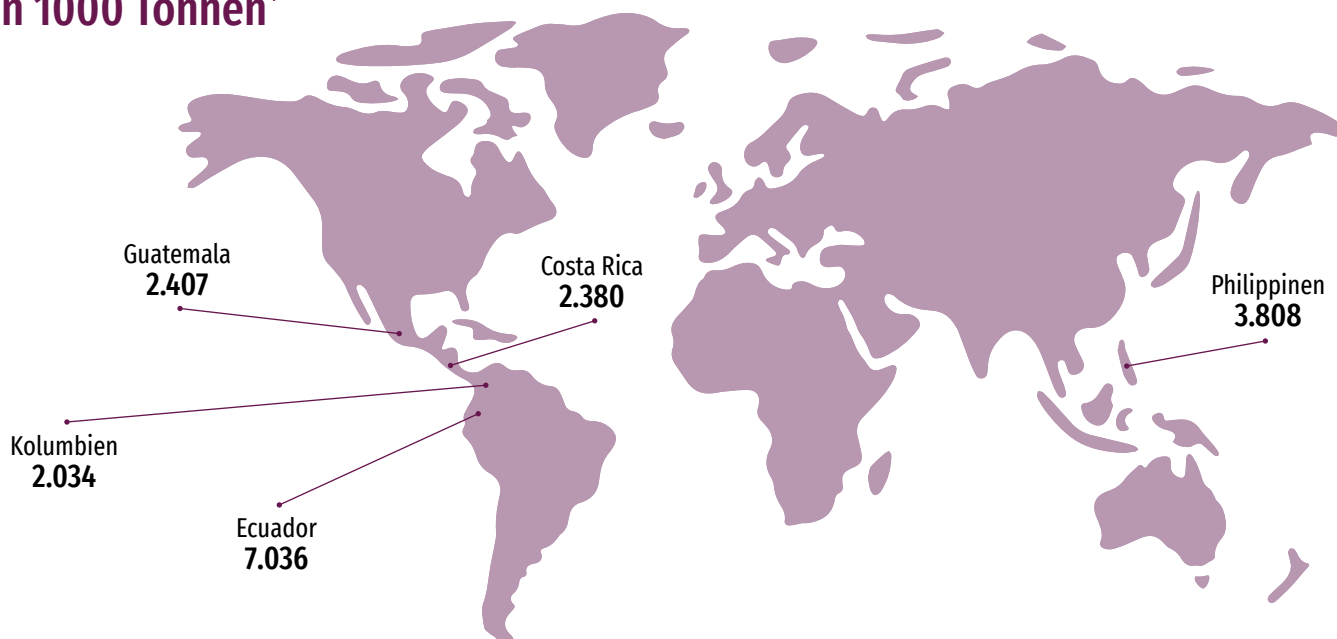 n 1000 Tonnen
Guatemala
2.407
Costa Rica
2.380
Philippinen
3.808
Kolumbien
2.034
Ecuador
7.036